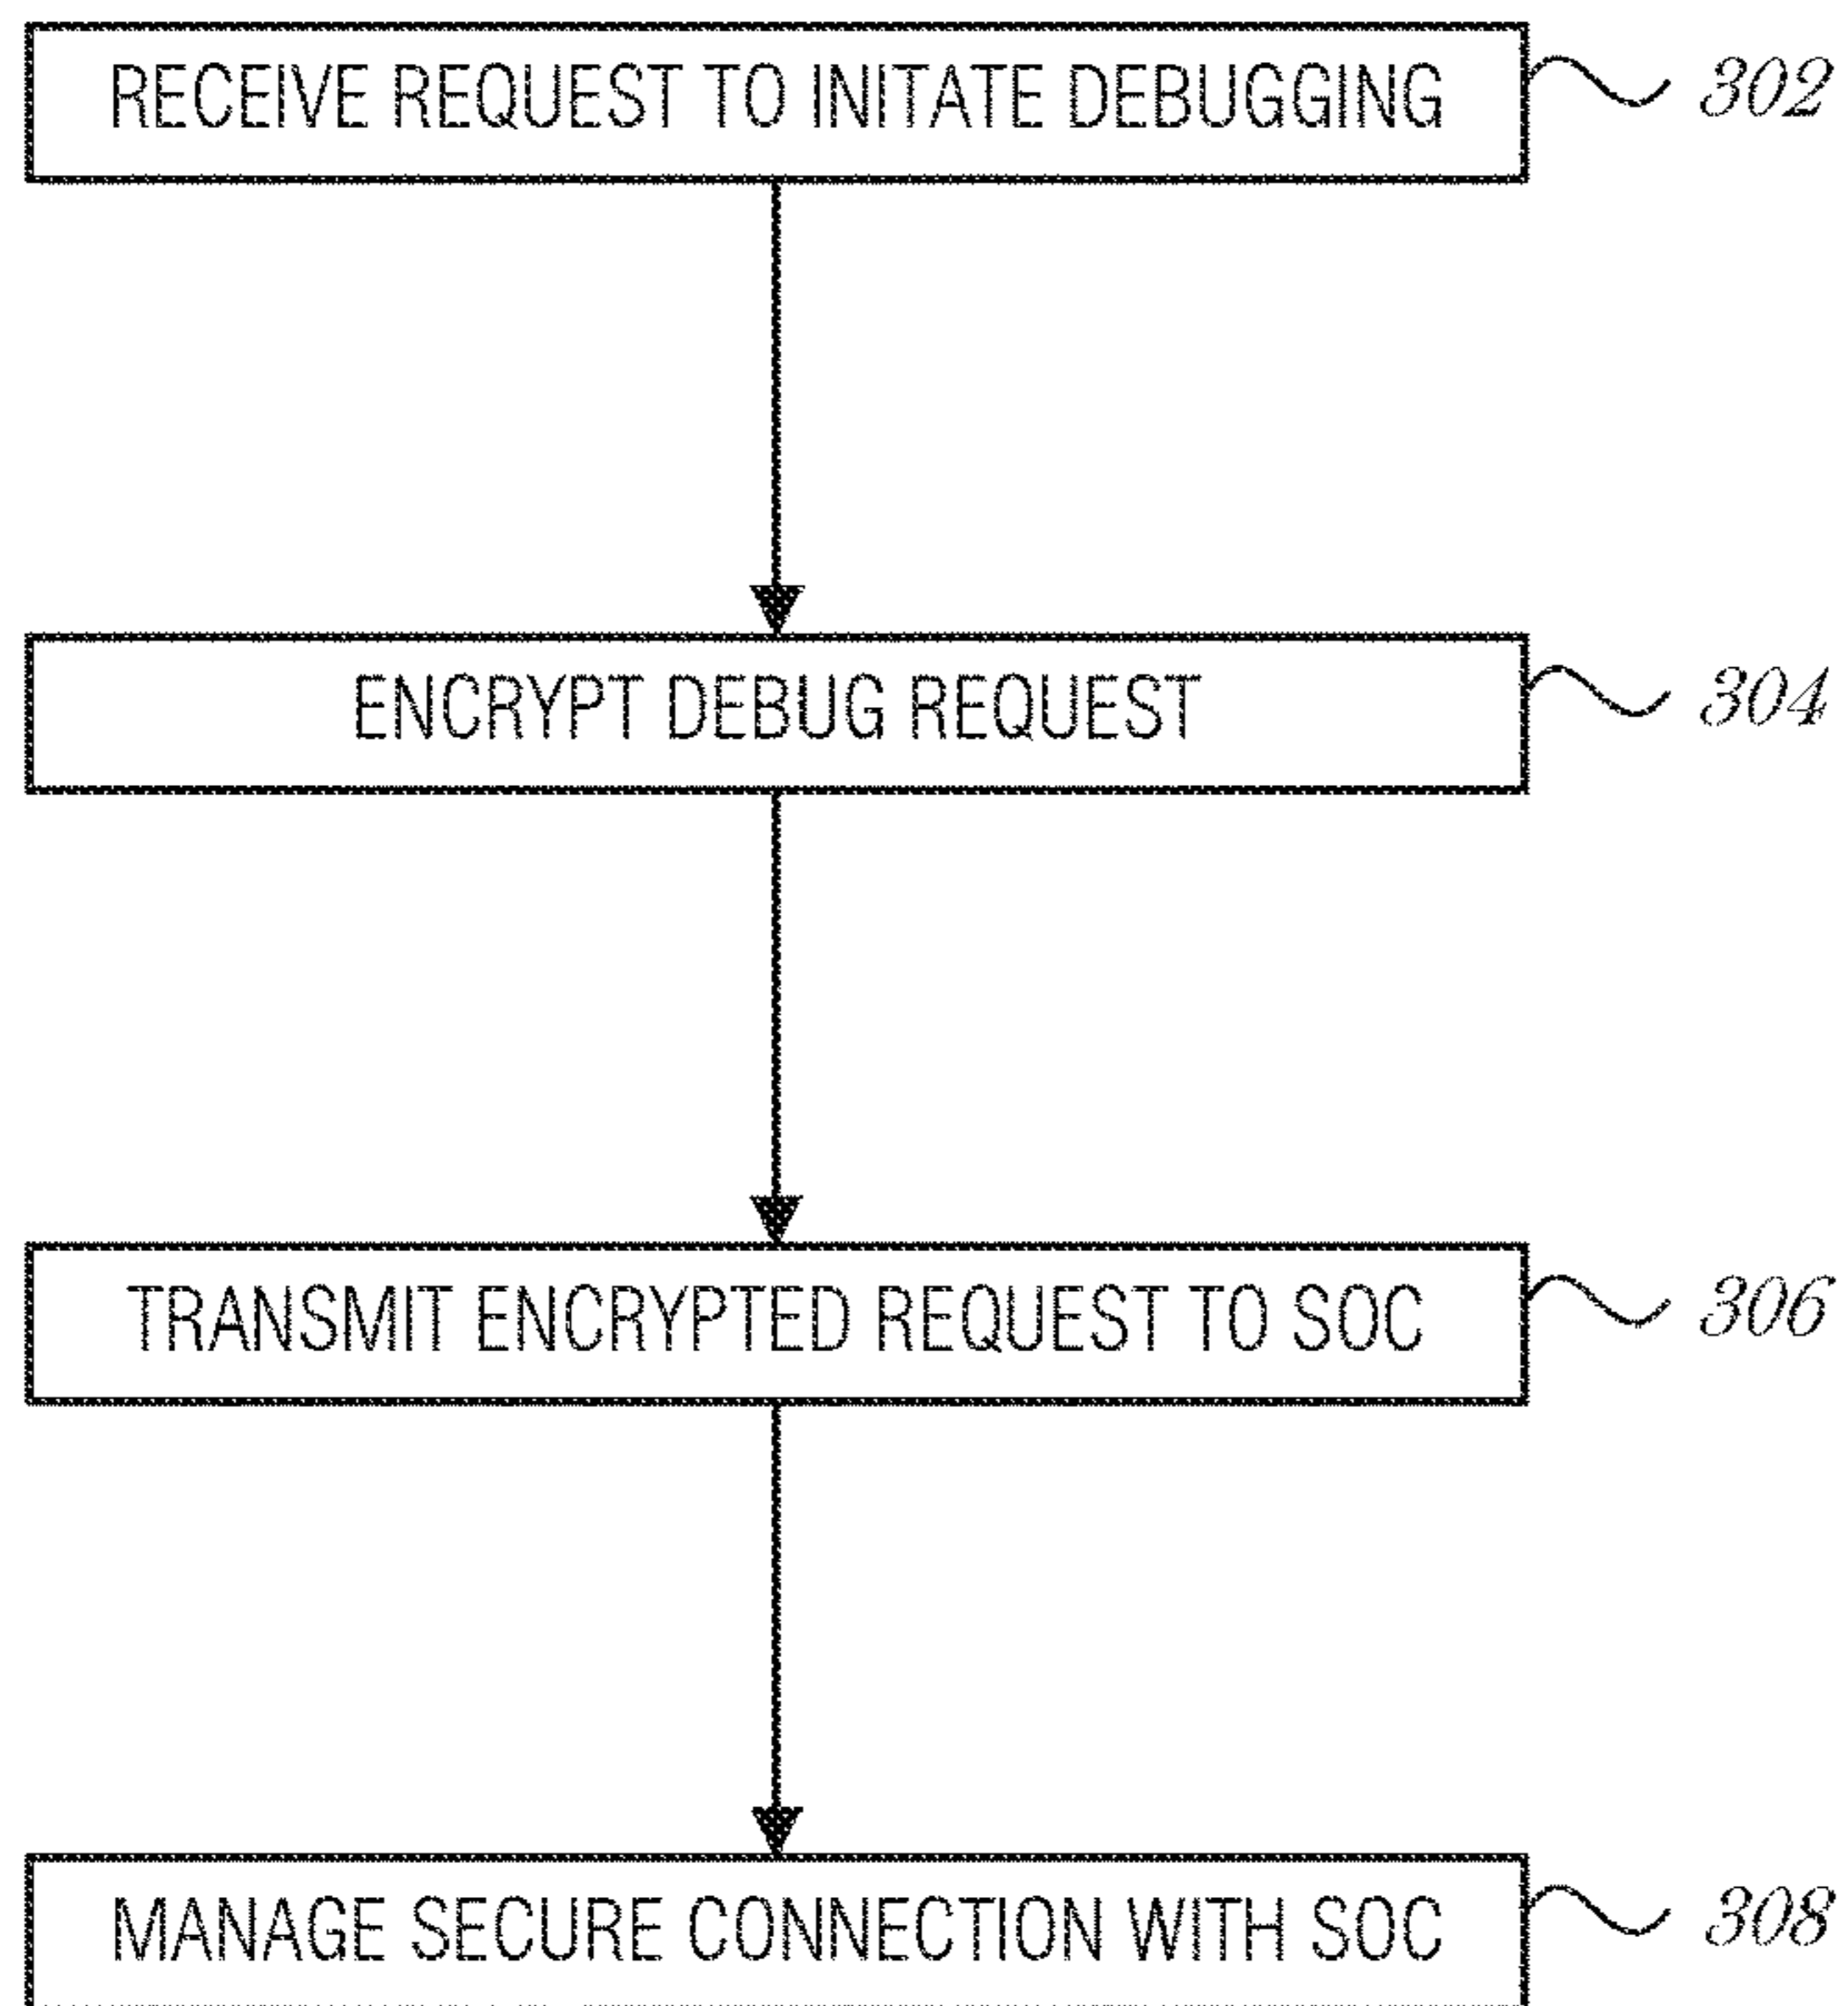 RECEIVE REQUEST TO INITATE DEBUGGING 302
ENCRYPT DEBUG REQUEST 304
TRANSMIT ENCRYPTED REQUEST TO SOC 306
MANAGE SECURE CONNECTION WITH SOC 308